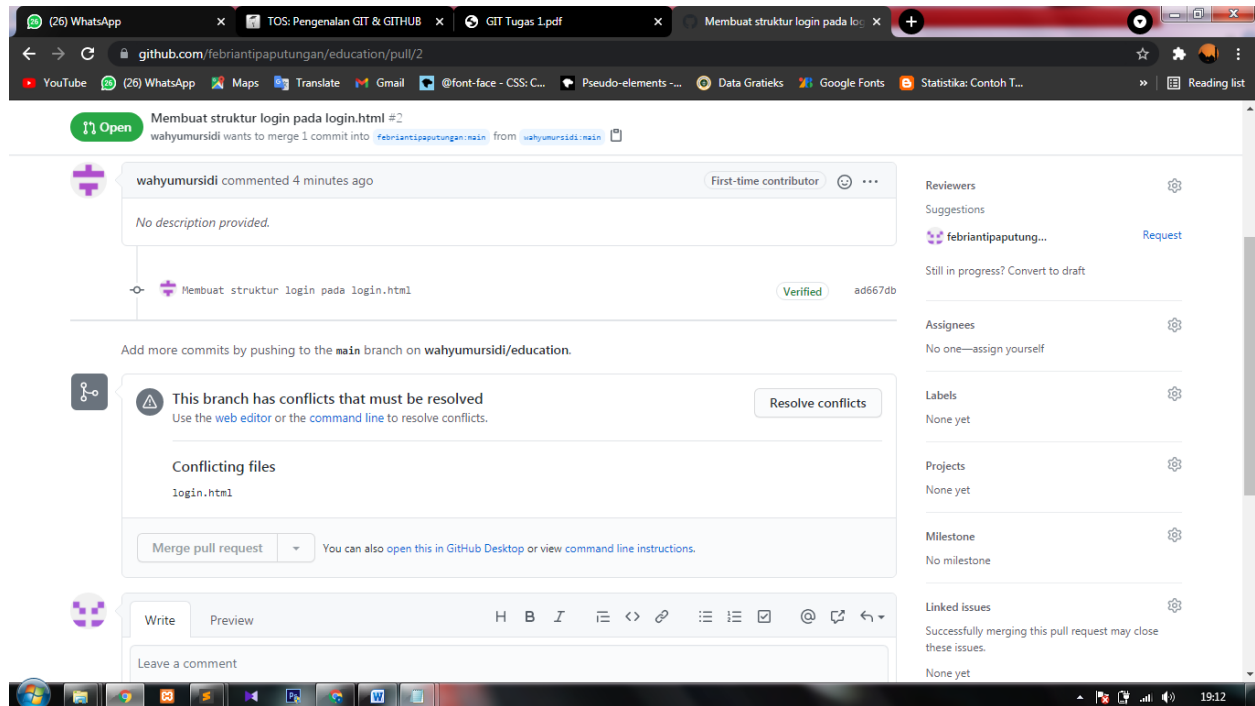 (26) WhatsApp
TOS: Pengenalan GIT & GITHUB
GIT Tugas 1.pdf
Membuat struktur login pada log
github.com/febriantipaputungan/education/pull/2
YouTube
(26) WhatsApp
Maps
Translate
Gmail
@font-face - CSS: C...
Pseudo-elements -...
Data Gratieks
Google Fonts
Statistika: Contoh T...
»
Reading list
Open
Membuat struktur login pada login.html #2
wahyumursidi wants to merge 1 commit into febriantipaputungan:main from wahyumursidi:main
wahyumursidi commented 4 minutes ago
First-time contributor
No description provided.
Membuat struktur login pada login.html
Verified
ad667db
Add more commits by pushing to the main branch on wahyumursidi/education.
This branch has conflicts that must be resolved
Use the web editor or the command line to resolve conflicts.
Resolve conflicts
Conflicting files
login.html
Merge pull request
You can also open this in GitHub Desktop or view command line instructions.
Write
Preview
H B I
Leave a comment
Reviewers
Suggestions
febriantipaputung...
Request
Still in progress? Convert to draft
Assignees
No one—assign yourself
Labels
None yet
Projects
None yet
Milestone
No milestone
Linked issues
Successfully merging this pull request may close
these issues.
None yet
19:12